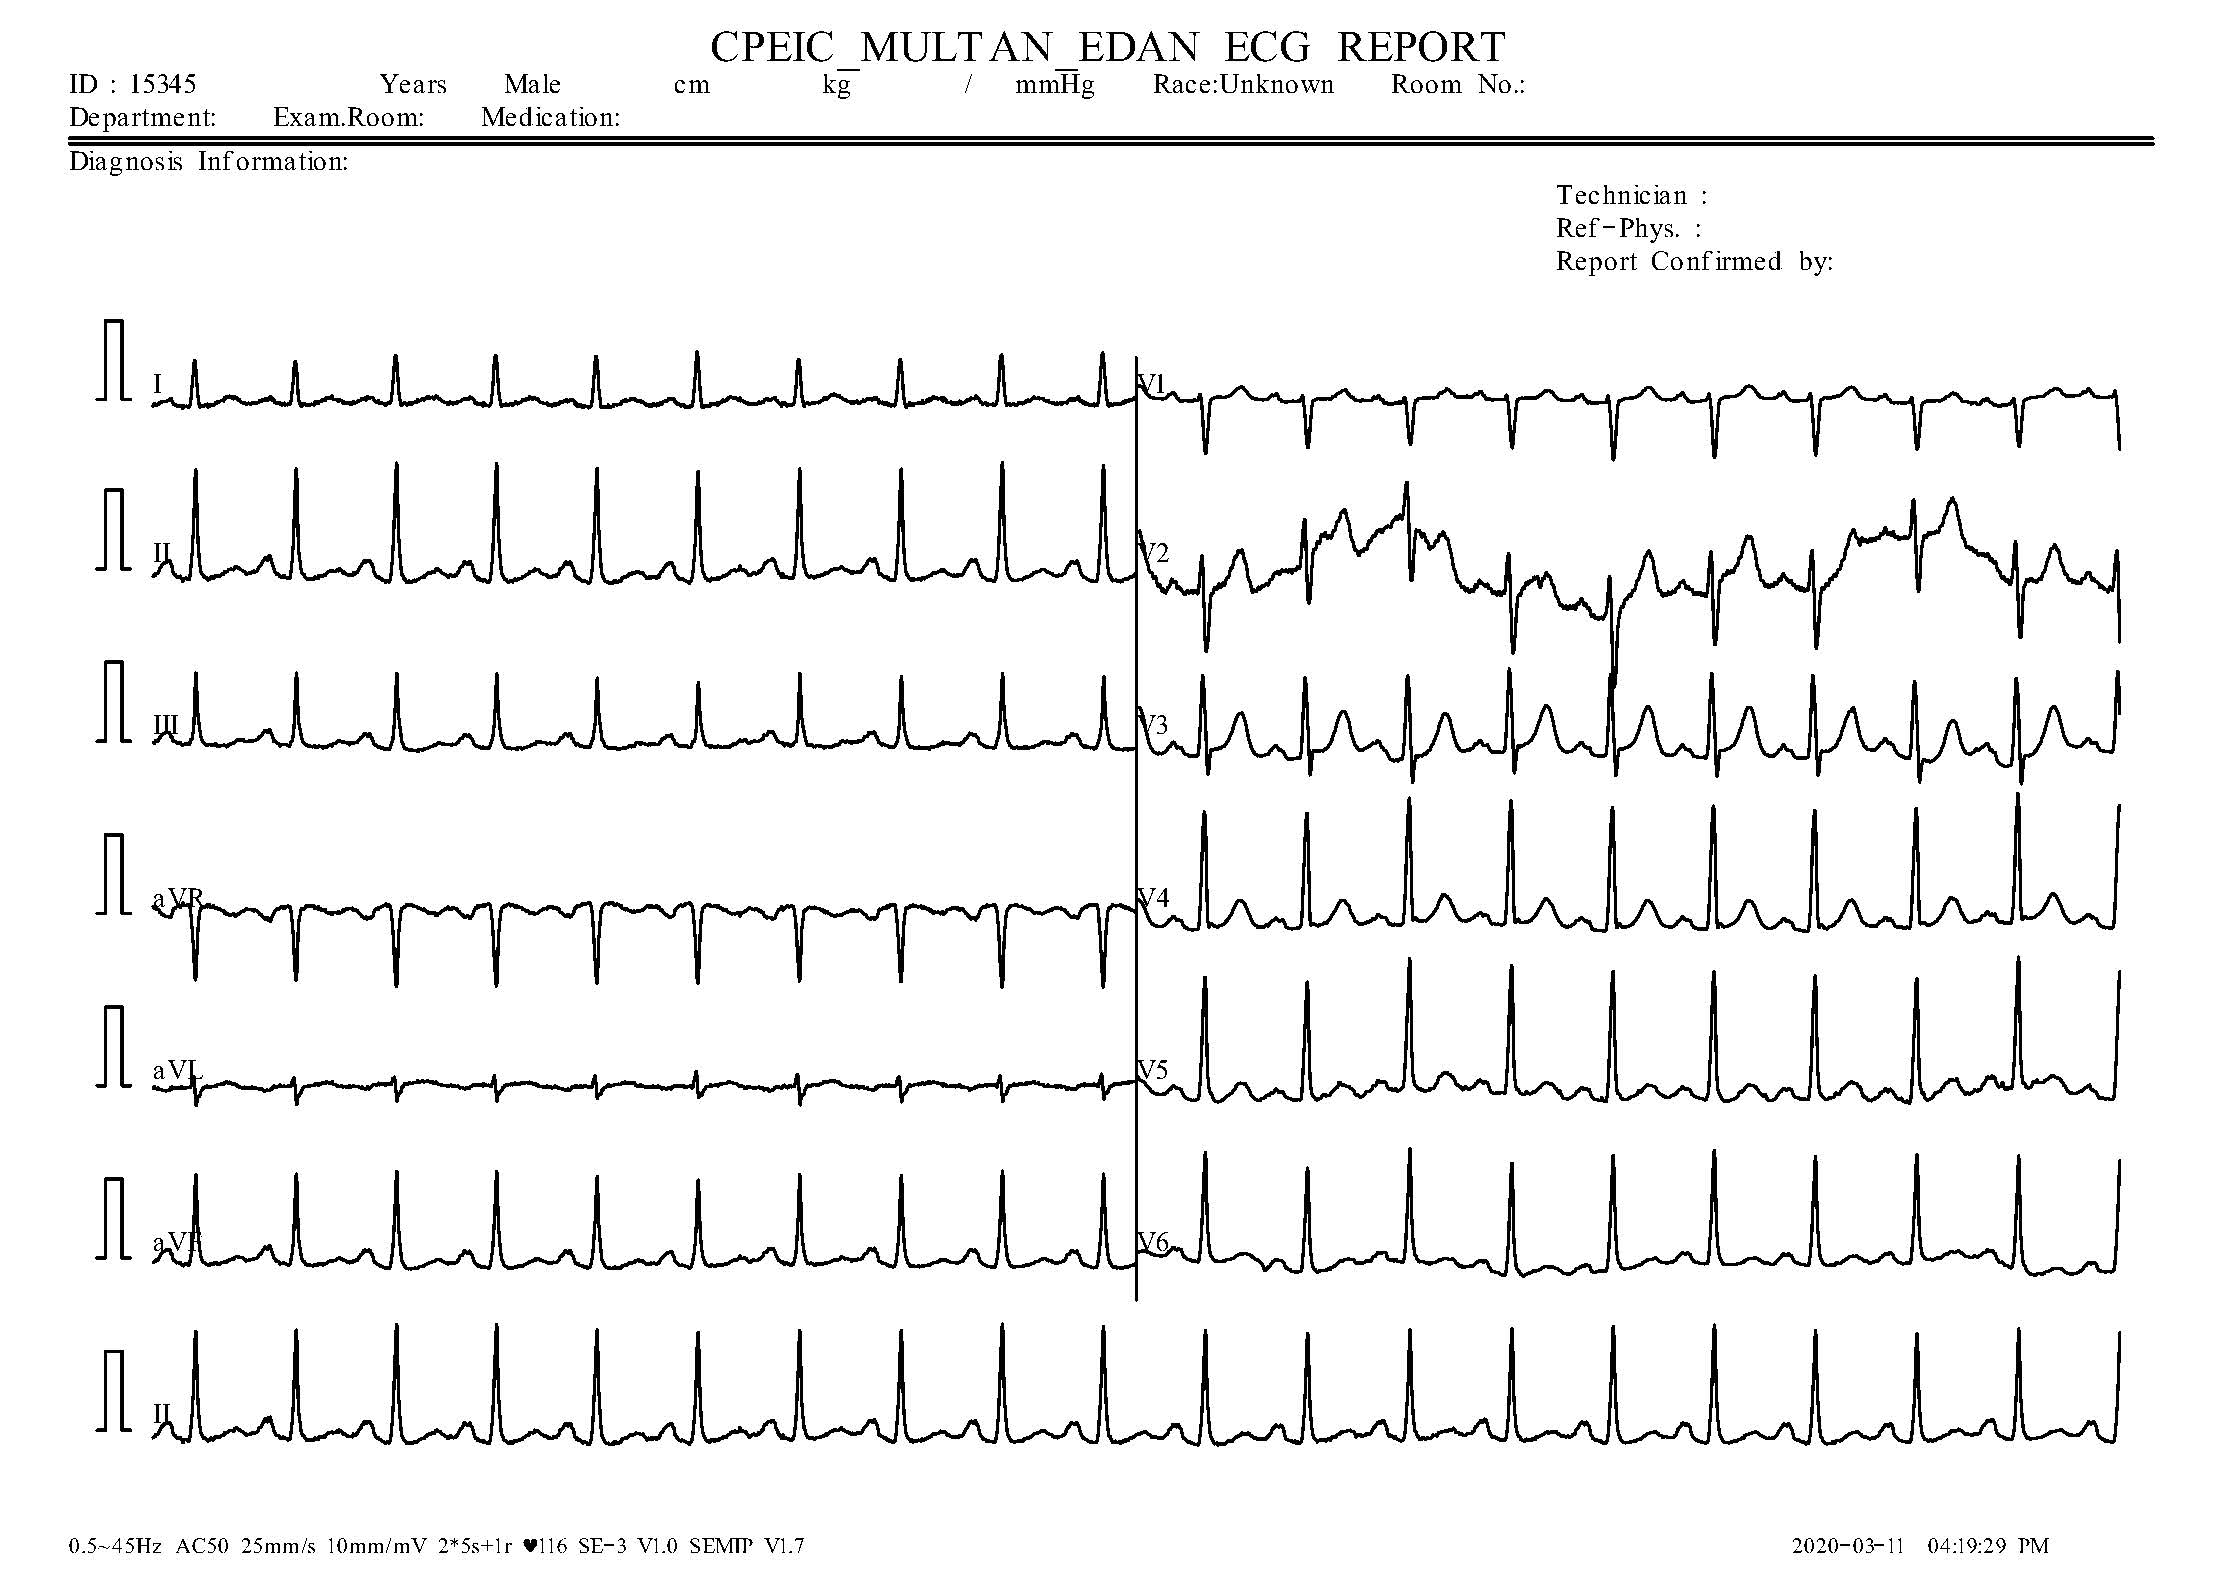 CPEIC_MULTAN_EDAN ECG REPORT
ID : 15345 Years Male cm kg / mmHg Race:Unknown Room No.:
Department: Exam.Room: Medication:
Diagnosis Information:
Technician :
Ref-Phys. :
Report Confirmed by:
I V1
II V2
III V3
aVR V4
aVL V5
aVF V6
II
0.5~45Hz AC50 25mm/s 10mm/mV 2*5s+1r ♥116 SE-3 V1.0 SEMIP V1.7 2020-03-11 04:19:29 PM